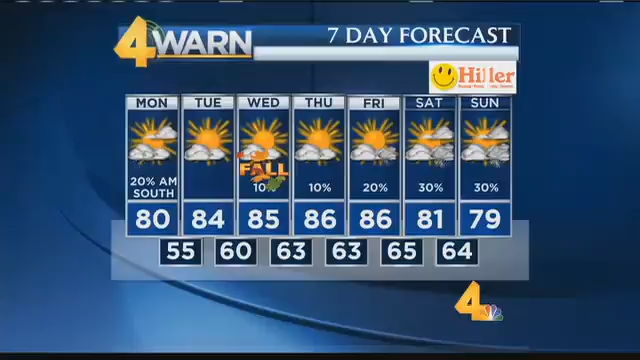 4WARN
7 DAY FORECAST
Hiller
MON TUE WED THU FRI SAT SUN
FALL
20% AM 10% 10% 20% 30% 30%
SOUTH
80 84 85 86 86 81 79
55 60 63 63 65 64
4